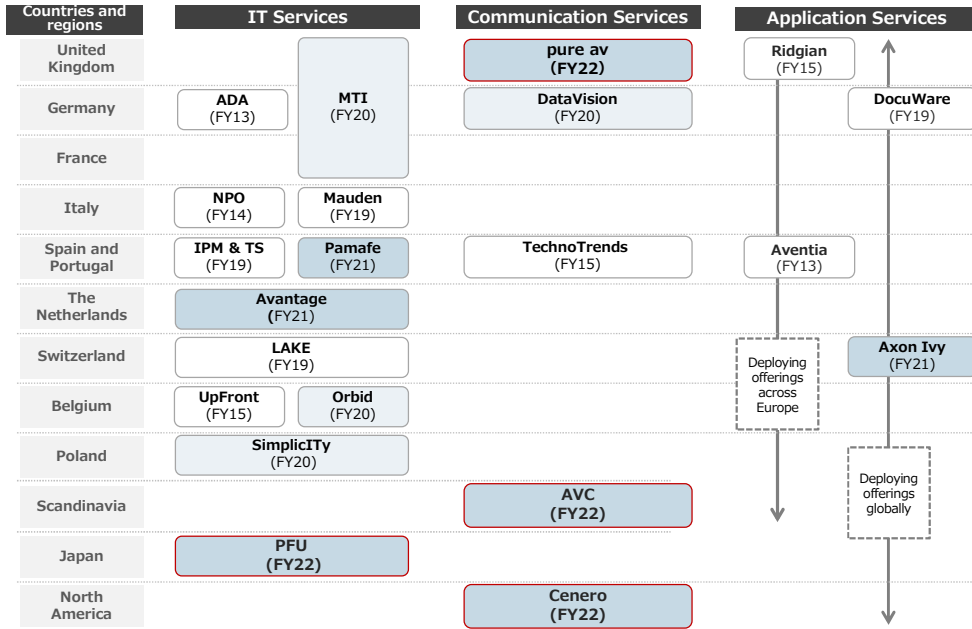 Countries and
regions
IT Services
Communication Services
Application Services
United
Kingdom
pure av
(FY22)
Ridgian
(FY15)
Germany
ADA
(FY13)
MTI
(FY20)
DataVision
(FY20)
DocuWare
(FY19)
France
Italy
NPO
(FY14)
Mauden
(FY19)
Spain and
Portugal
IPM & TS
(FY19)
Pamafe
(FY21)
TechnoTrends
(FY15)
Aventia
(FY13)
The
Netherlands
Avantage
(FY21)
Switzerland
LAKE
(FY19)
Deploying
offerings
across
Europe
Axon Ivy
(FY21)
Belgium
UpFront
(FY15)
Orbid
(FY20)
Poland
SimplicITy
(FY20)
Deploying
offerings
globally
Scandinavia
AVC
(FY22)
Japan
PFU
(FY22)
North
America
Cenero
(FY22)